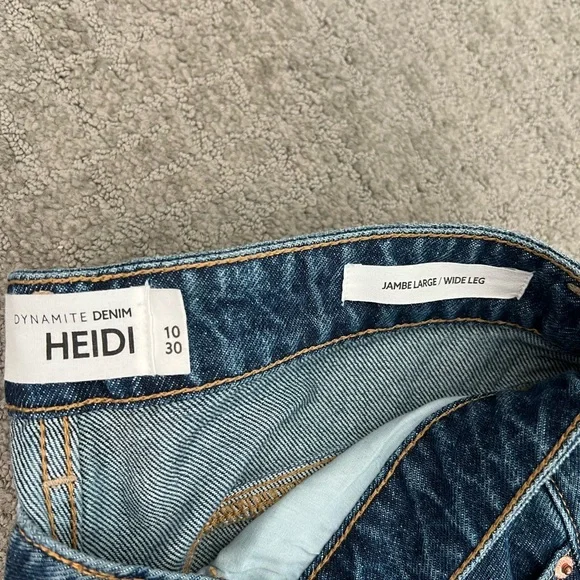 DYNAMITE DENIM
HEIDI
10
30
JAMBE LARGE / WIDE LEG